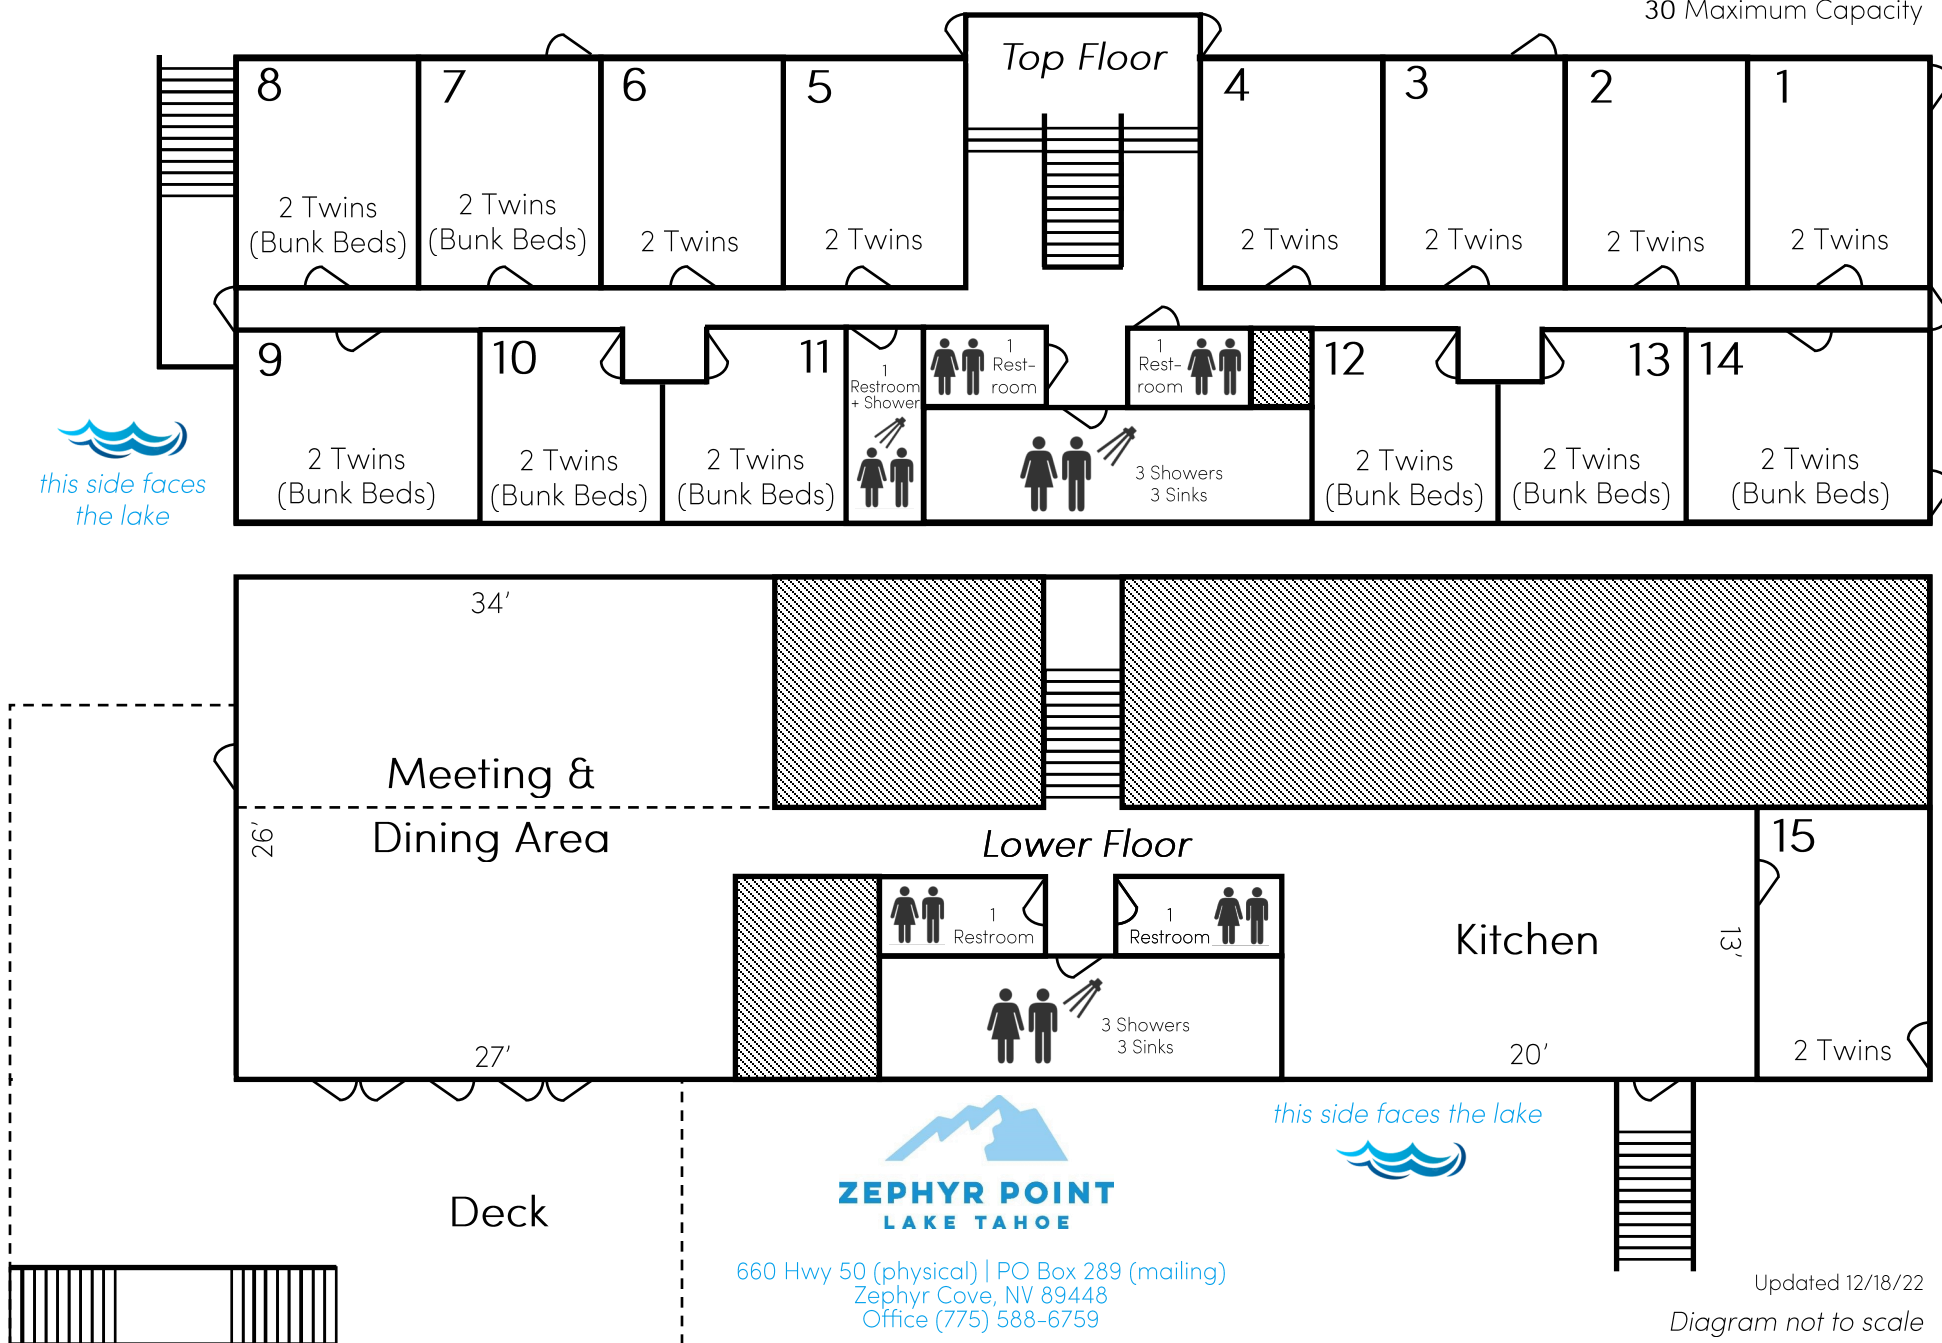 30 Maximum Capacity
Top Floor
8
7
6
5
4
3
2
1
2 Twins
(Bunk Beds)
2 Twins
(Bunk Beds)
2 Twins
2 Twins
2 Twins
2 Twins
2 Twins
2 Twins
9
10
11
12
13
14
1
Restroom
+ Shower
1
Rest-
room
1
Rest-
room
2 Twins
(Bunk Beds)
2 Twins
(Bunk Beds)
2 Twins
(Bunk Beds)
3 Showers
3 Sinks
2 Twins
(Bunk Beds)
2 Twins
(Bunk Beds)
2 Twins
(Bunk Beds)
this side faces
the lake
34'
Meeting &
Dining Area
26'
27'
Lower Floor
1
Restroom
1
Restroom
3 Showers
3 Sinks
Kitchen
13'
20'
15
2 Twins
this side faces the lake
Deck
ZEPHYR POINT
LAKE TAHOE
660 Hwy 50 (physical) | PO Box 289 (mailing)
Zephyr Cove, NV 89448
Office (775) 588-6759
Updated 12/18/22
Diagram not to scale